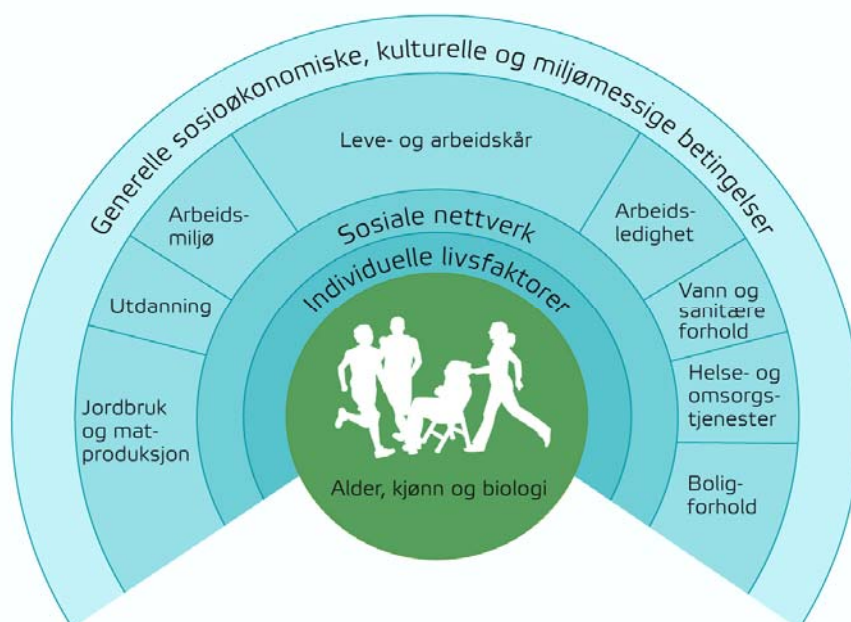 Generelle sosioøkonomiske, kulturelle og miljømessige betingelser
Leve- og arbeidskår
Arbeids-
miljø
Utdanning
Jordbruk
og mat-
produksjon
Arbeids-
ledighet
Vann og
sanitære
forhold
Helse- og
omsorgs-
tjenester
Bolig-
forhold
Sosiale nettverk
Individuelle livsfaktorer
Alder, kjønn og biologi